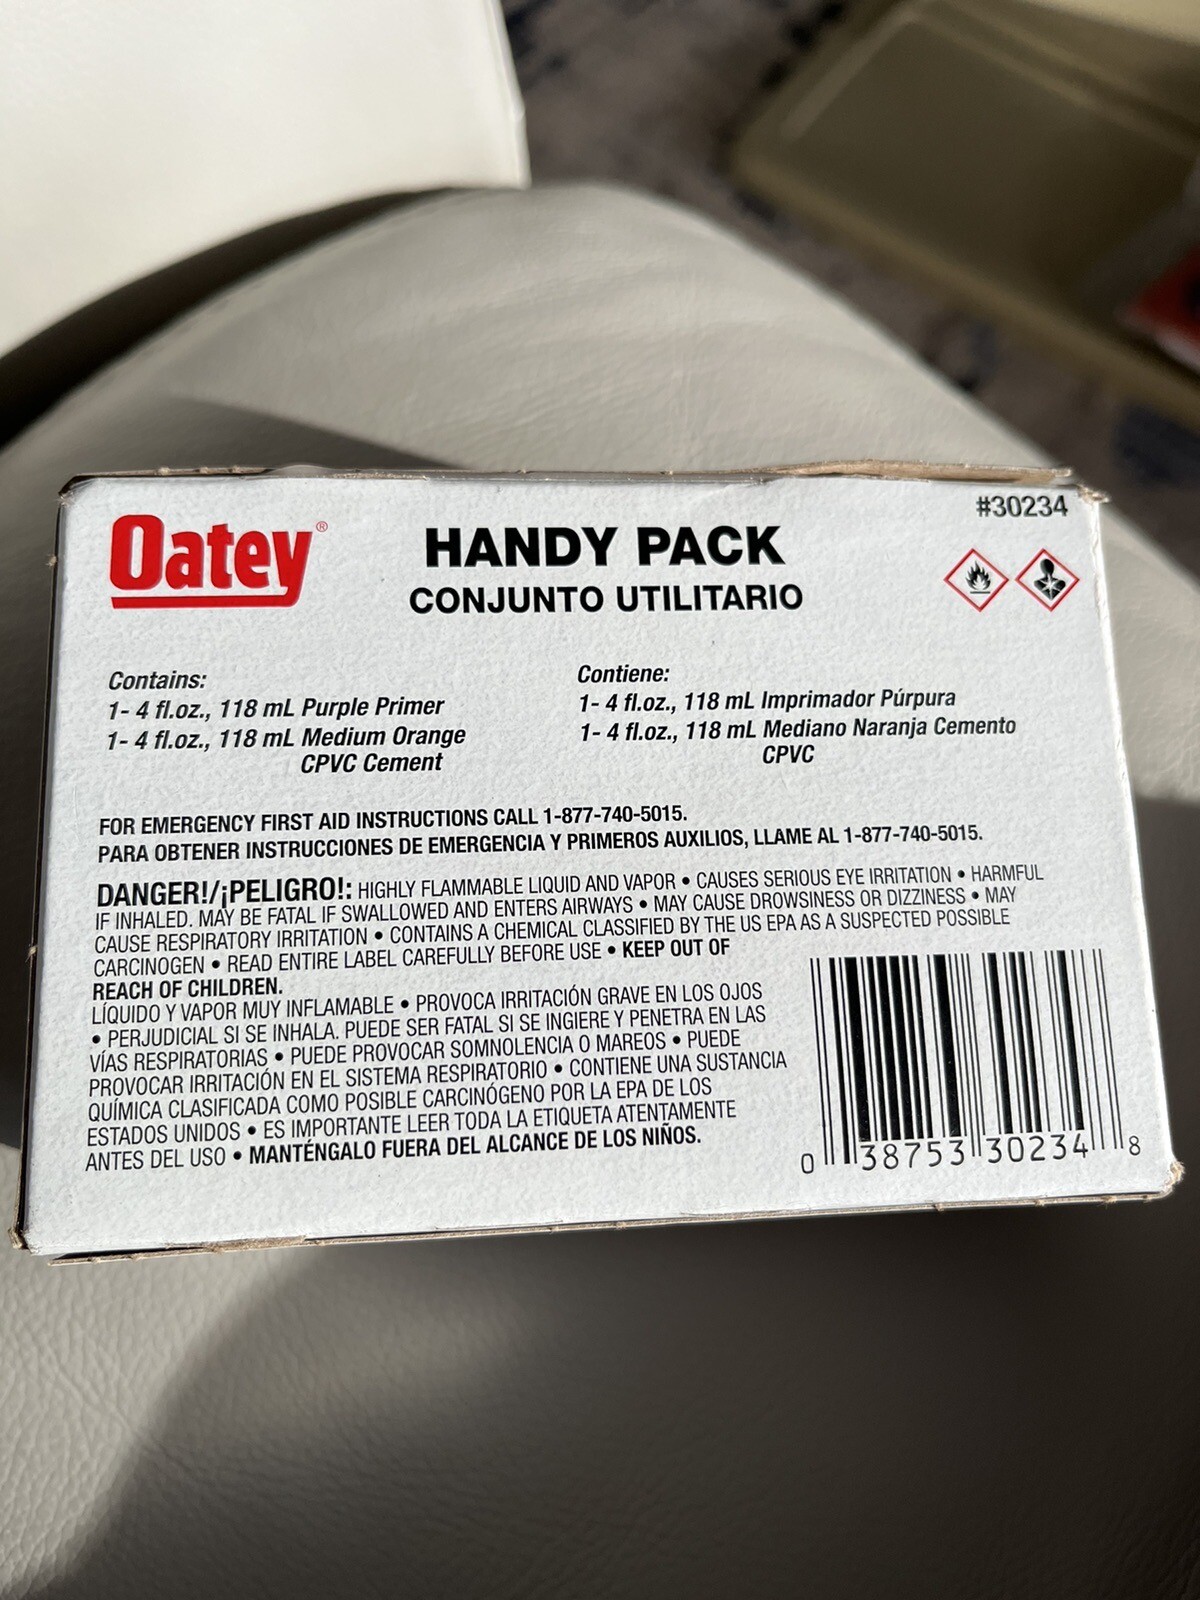 #30234
Oatey®
HANDY PACK
CONJUNTO UTILITARIO
Contains:
1- 4 fl.oz., 118 mL Purple Primer
1- 4 fl.oz., 118 mL Medium Orange
CPVC Cement
Contiene:
1- 4 fl.oz., 118 mL Imprimador Púrpura
1- 4 fl.oz., 118 mL Mediano Naranja Cemento
CPVC
FOR EMERGENCY FIRST AID INSTRUCTIONS CALL 1-877-740-5015.
PARA OBTENER INSTRUCCIONES DE EMERGENCIA Y PRIMEROS AUXILIOS, LLAME AL 1-877-740-5015.
DANGER!/¡PELIGRO!: HIGHLY FLAMMABLE LIQUID AND VAPOR • CAUSES SERIOUS EYE IRRITATION • HARMFUL
IF INHALED. MAY BE FATAL IF SWALLOWED AND ENTERS AIRWAYS • MAY CAUSE DROWSINESS OR DIZZINESS • MAY
CAUSE RESPIRATORY IRRITATION • CONTAINS A CHEMICAL CLASSIFIED BY THE US EPA AS A SUSPECTED POSSIBLE
CARCINOGEN • READ ENTIRE LABEL CAREFULLY BEFORE USE • KEEP OUT OF
REACH OF CHILDREN.
LÍQUIDO Y VAPOR MUY INFLAMABLE • PROVOCA IRRITACIÓN GRAVE EN LOS OJOS
• PERJUDICIAL SI SE INHALA. PUEDE SER FATAL SI SE INGIERE Y PENETRA EN LAS
VÍAS RESPIRATORIAS • PUEDE PROVOCAR SOMNOLENCIA O MAREOS • PUEDE
PROVOCAR IRRITACIÓN EN EL SISTEMA RESPIRATORIO • CONTIENE UNA SUSTANCIA
QUÍMICA CLASIFICADA COMO POSIBLE CARCINÓGENO POR LA EPA DE LOS
ESTADOS UNIDOS • ES IMPORTANTE LEER TODA LA ETIQUETA ATENTAMENTE
ANTES DEL USO • MANTÉNGALO FUERA DEL ALCANCE DE LOS NIÑOS.
0 38753 30234 8